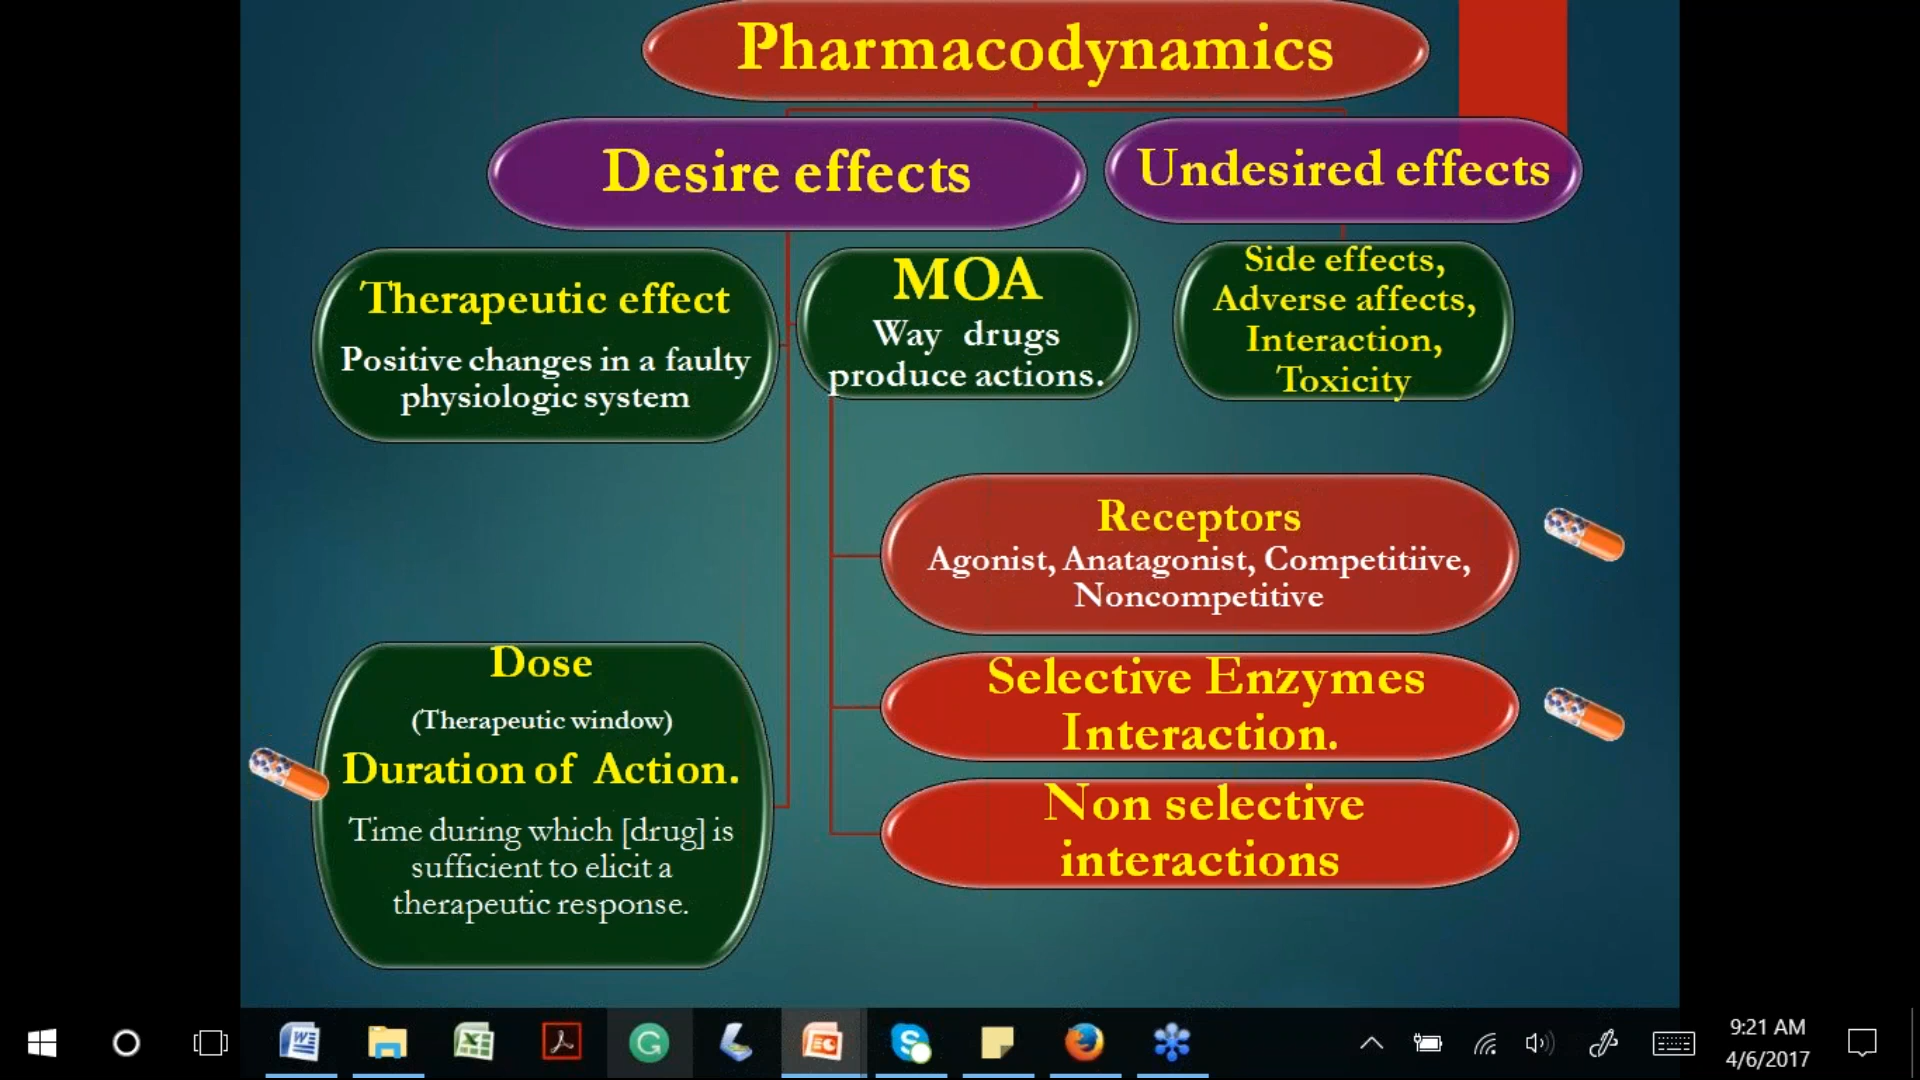 Pharmacodynamics
Desire effects
Undesired effects
Therapeutic effect
Positive changes in a faulty
physiologic system
MOA
Way drugs
produce actions.
Side effects,
Adverse affects,
Interaction,
Toxicity
Receptors
Agonist, Anatagonist, Competitiive,
Noncompetitive
Selective Enzymes
Interaction.
Non selective
interactions
Dose
(Therapeutic window)
Duration of Action.
Time during which [drug] is
sufficient to elicit a
therapeutic response.
9:21 AM
4/6/2017